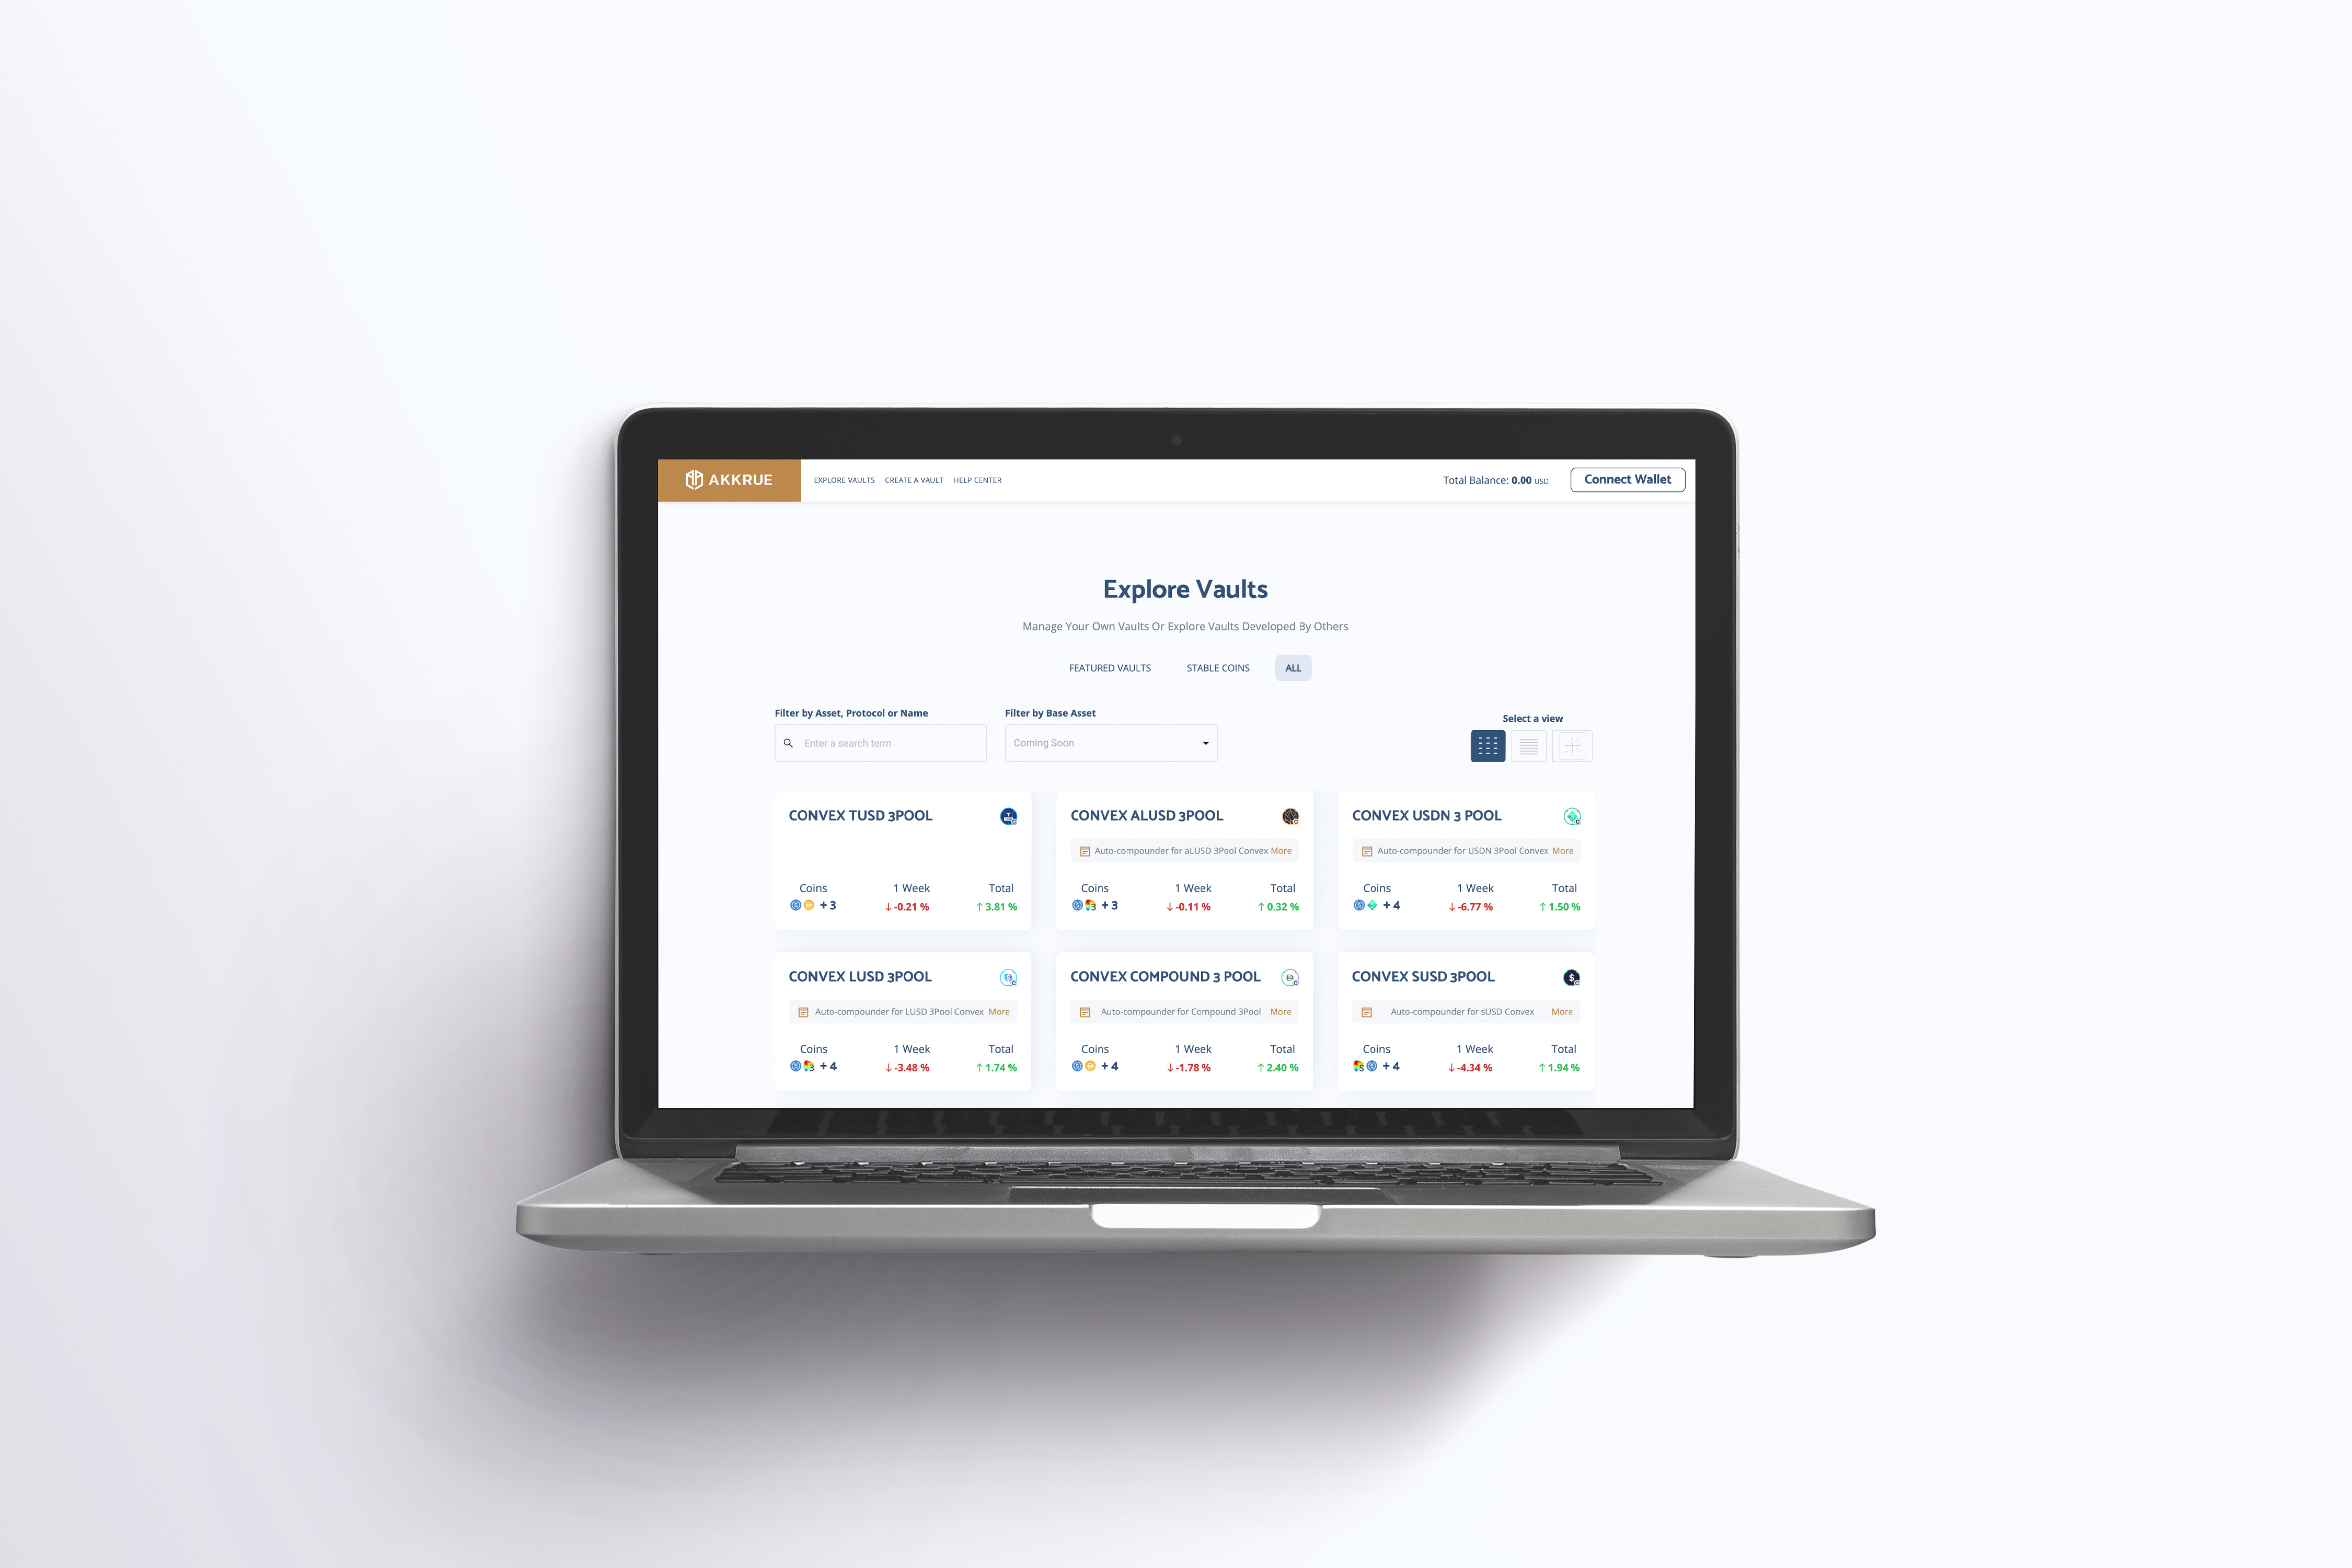 AKKRUE EXPLORE VAULTS CREATE A VAULT HELP CENTER Total Balance: 0.00 USD Connect Wallet
Explore Vaults
Manage Your Own Vaults Or Explore Vaults Developed By Others
FEATURED VAULTS STABLE COINS ALL
Filter by Asset, Protocol or Name Filter by Base Asset Select a view
Enter a search term Coming Soon
CONVEX TUSD 3POOL CONVEX ALUSD 3POOL CONVEX USDN 3 POOL
Auto-compounder for aLUSD 3Pool Convex More Auto-compounder for USDN 3Pool Convex More
Coins 1 Week Total Coins 1 Week Total Coins 1 Week Total
+ 3 ↓ -0.21 % ↑ 3.81 % + 3 ↓ -0.11 % ↑ 0.32 % + 4 ↓ -6.77 % ↑ 1.50 %
CONVEX LUSD 3POOL CONVEX COMPOUND 3 POOL CONVEX SUSD 3POOL
Auto-compounder for LUSD 3Pool Convex More Auto-compounder for Compound 3Pool More Auto-compounder for sUSD Convex More
Coins 1 Week Total Coins 1 Week Total Coins 1 Week Total
+ 4 ↓ -3.48 % ↑ 1.74 % + 4 ↓ -1.78 % ↑ 2.40 % + 4 ↓ -4.34 % ↑ 1.94 %